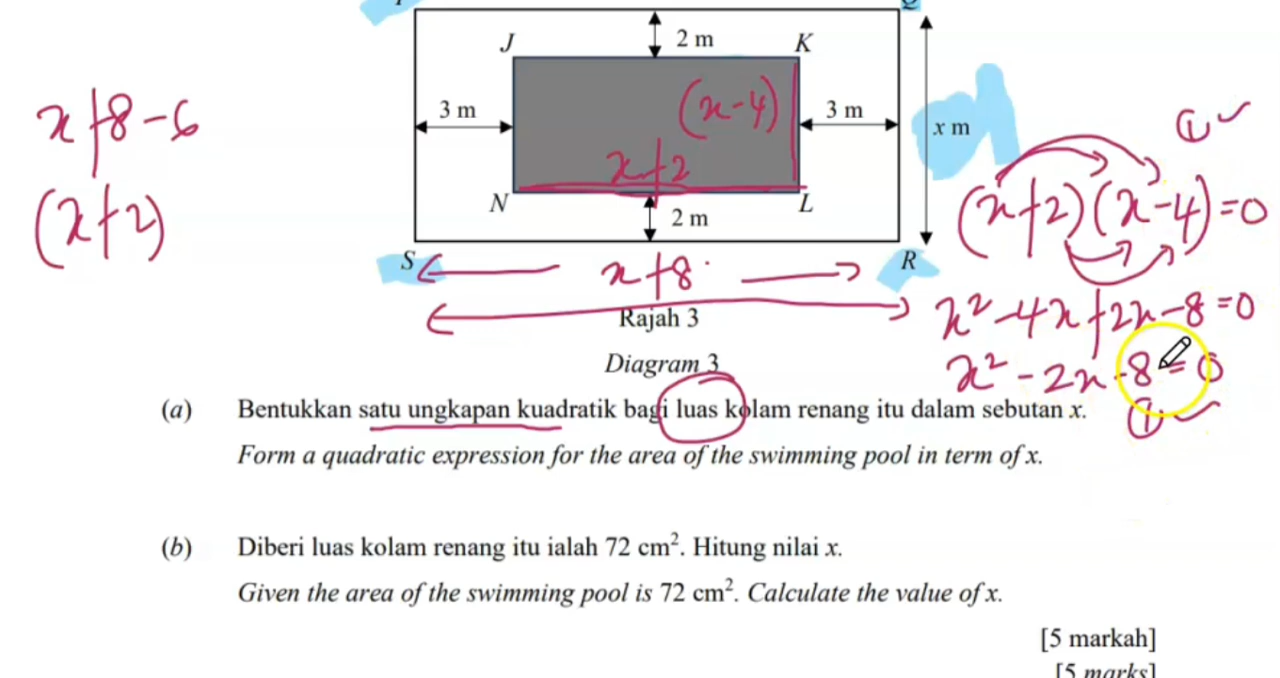 Q
2 m
J
K
x+8-6
3 m
(x-4)
3 m
x m
①✓
x+2
(x+2)
(x+2)(x-4)=0
N
L
2 m
S
R
x+8
x²-4x+2x-8=0
Rajah 3
Diagram 3
x²-2x-8=0
①✓
(a) Bentukkan satu ungkapan kuadratik bagi luas kolam renang itu dalam sebutan x.
Form a quadratic expression for the area of the swimming pool in term of x.
(b) Diberi luas kolam renang itu ialah 72 cm². Hitung nilai x.
Given the area of the swimming pool is 72 cm². Calculate the value of x.
[5 markah]
[5 marks]